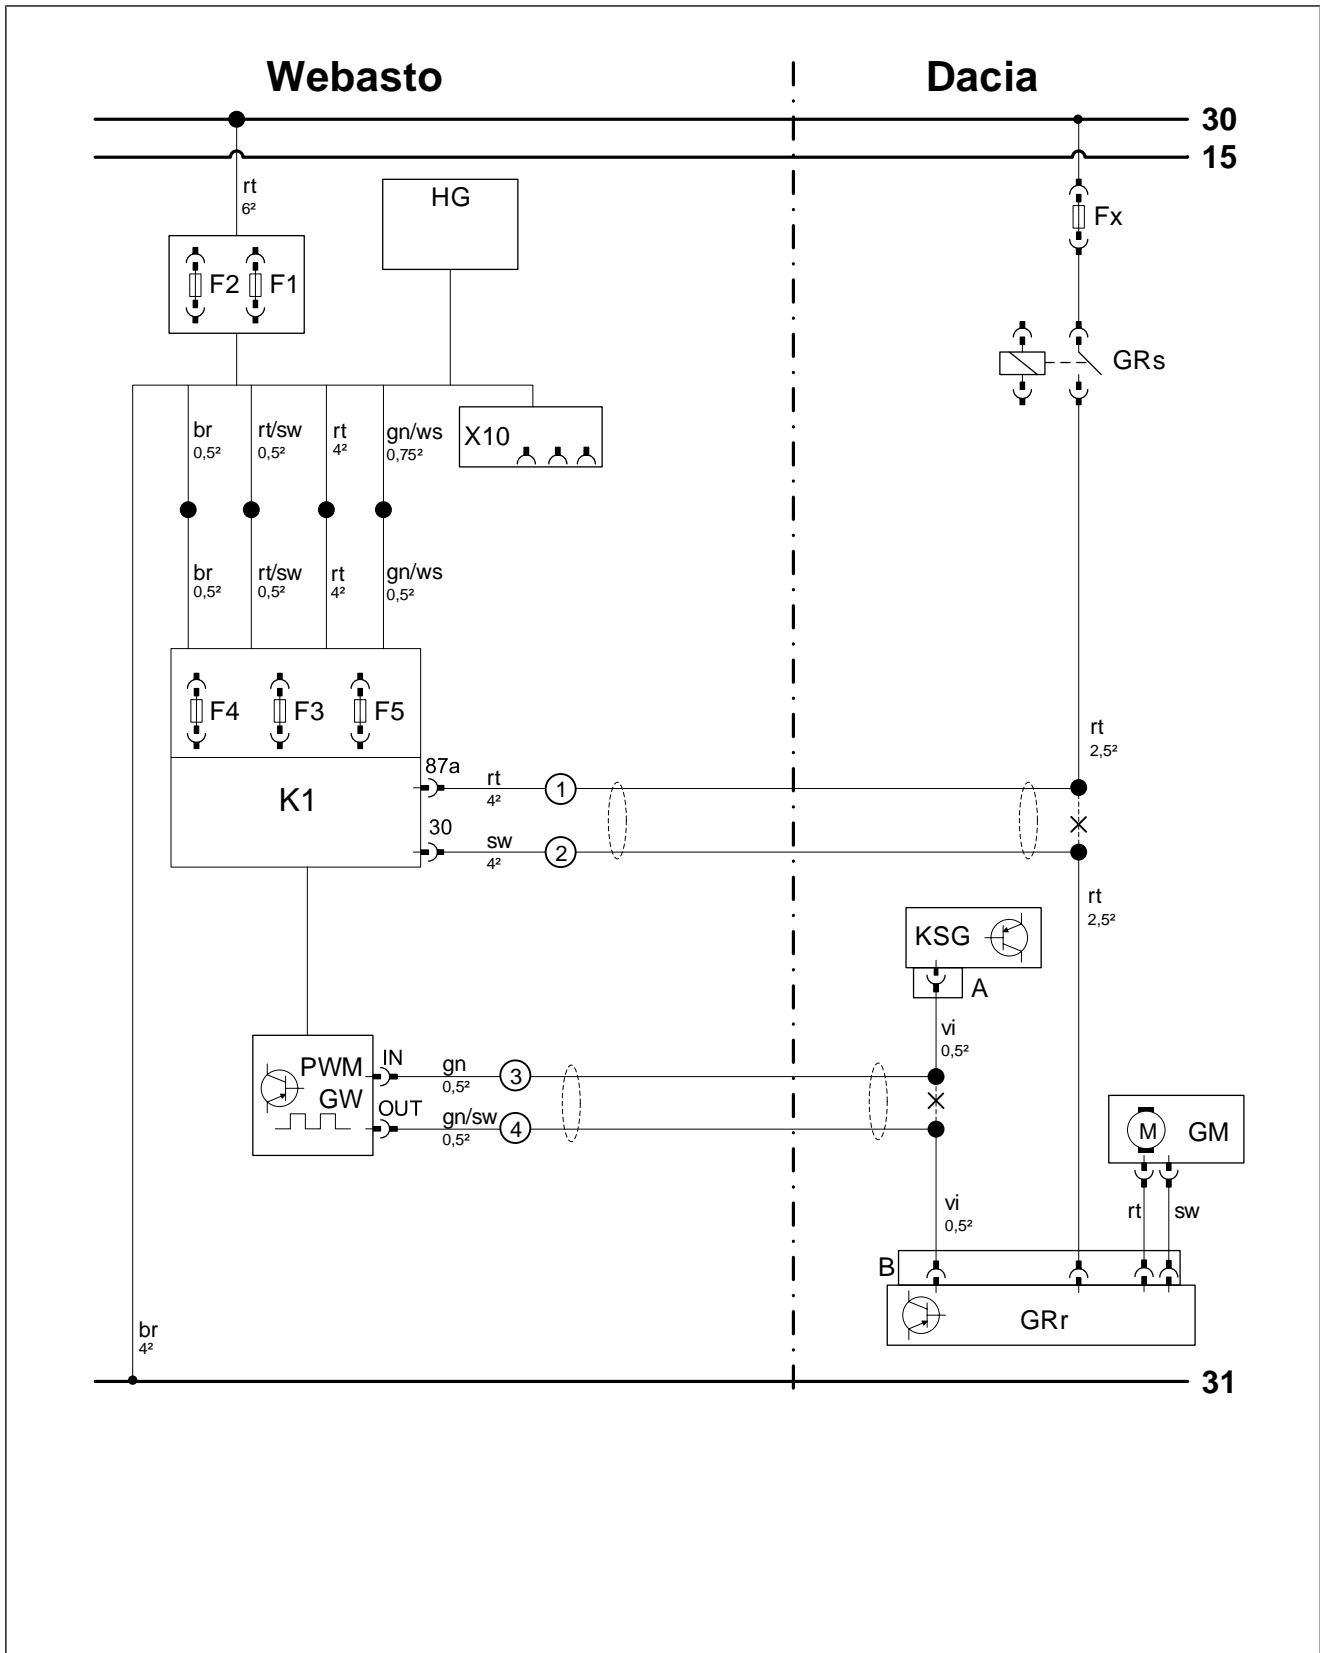 Webasto
Dacia
30
15
rt
6²
HG
Fx
F2
F1
GRs
br
0,5²
rt/sw
0,5²
rt
4²
gn/ws
0,75²
X10
br
0,5²
rt/sw
0,5²
rt
4²
gn/ws
0,5²
F4
F3
F5
rt
2,5²
87a
rt
4²
1
K1
30
sw
4²
2
rt
2,5²
KSG
A
vi
0,5²
PWM
GW
IN
gn
0,5²
3
OUT
gn/sw
0,5²
4
M
GM
vi
0,5²
rt
sw
B
GRr
br
4²
31